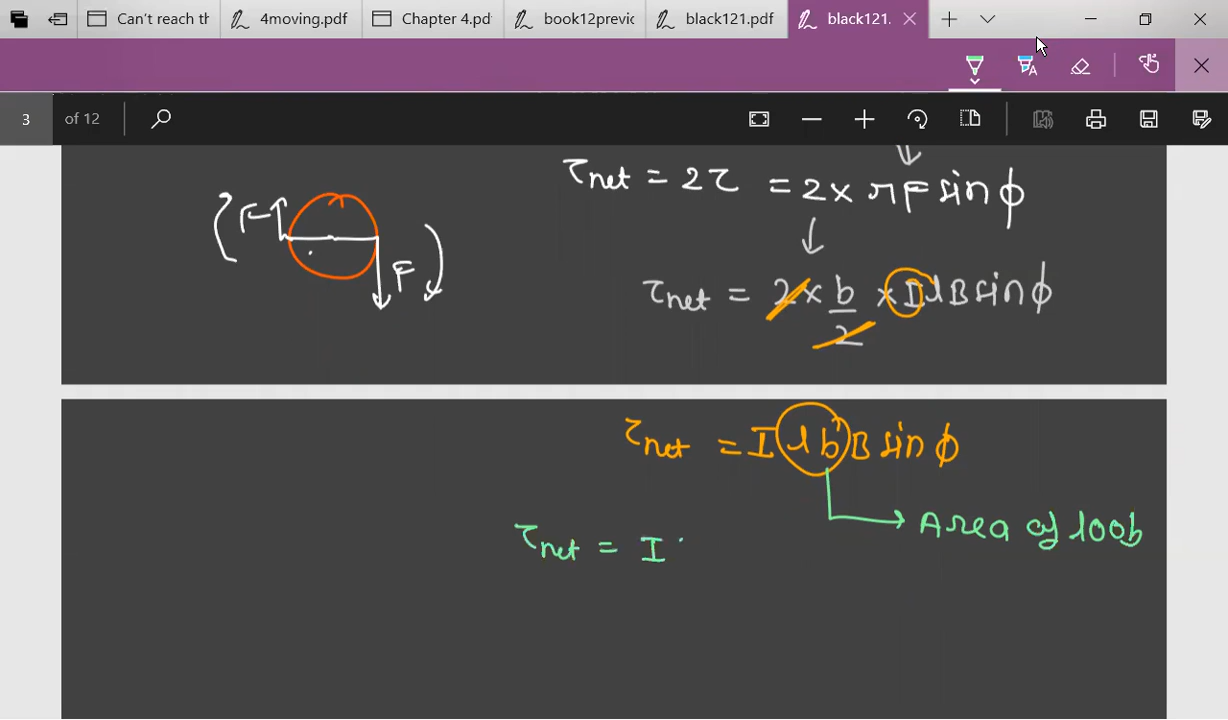 Can't reach th 4moving.pdf Chapter 4.pd book12previc black121.pdf black121.
3 of 12
τnet = 2τ = 2 x rF sin ϕ
F
F
τnet = 2 x b/2 x IlB sin ϕ
τnet = I l b B sin ϕ
Area of loop
τnet = I